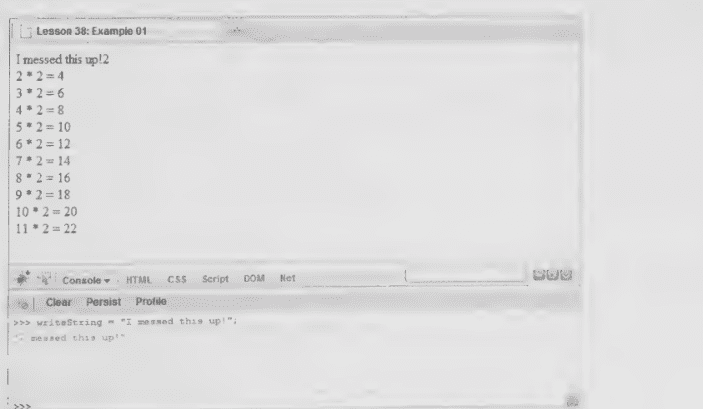 Lesson 38: Example 01
I messed this up!2
2 * 2 = 4
3 * 2 = 6
4 * 2 = 8
5 * 2 = 10
6 * 2 = 12
7 * 2 = 14
8 * 2 = 16
9 * 2 = 18
10 * 2 = 20
11 * 2 = 22
Console HTML CSS Script DOM Net
Clear Persist Profile
>>> writeString = "I messed this up!";
"I messed this up!"
>>>